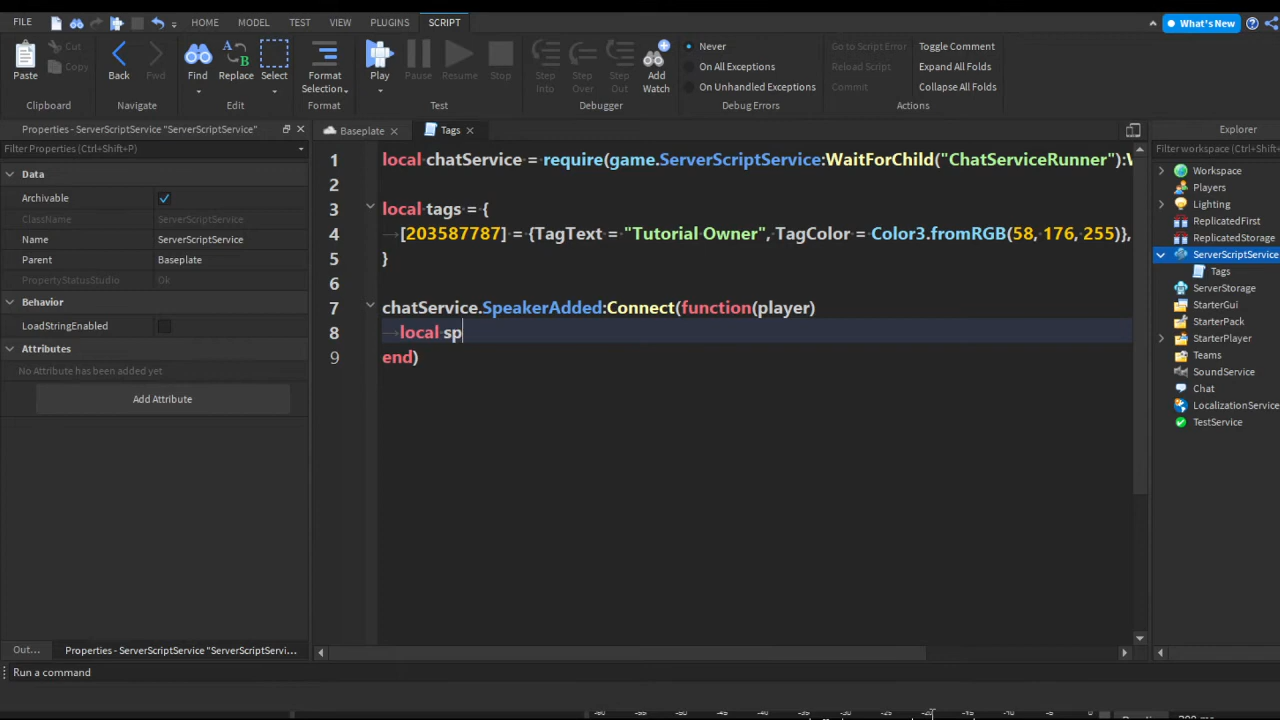 FILE HOME MODEL TEST VIEW PLUGINS SCRIPT What's New
Paste Cut Copy Back Fwd Find Replace Select Format Selection Play Pause Resume Stop Step Into Step Over Step Out Add Watch Never On All Exceptions On Unhandled Exceptions Go to Script Error Reload Script Commit Toggle Comment Expand All Folds Collapse All Folds
Clipboard Navigate Edit Format Test Debugger Debug Errors Actions
Properties - ServerScriptService "ServerScriptService"
Filter Properties (Ctrl+Shift+P)
Data
Archivable
ClassName ServerScriptService
Name ServerScriptService
Parent Baseplate
PropertyStatusStudio Ok
Behavior
LoadStringEnabled
Attributes
No Attribute has been added yet
Add Attribute
Out... Properties - ServerScriptService "ServerScriptServi...
Run a command
Baseplate Tags
1 local chatService = require(game.ServerScriptService:WaitForChild("ChatServiceRunner"):W
2
3 local tags = {
4 [203587787] = {TagText = "Tutorial Owner", TagColor = Color3.fromRGB(58, 176, 255)},
5 }
6
7 chatService.SpeakerAdded:Connect(function(player)
8 local sp
9 end)
Explorer
Filter workspace (Ctrl+Shift+
Workspace
Players
Lighting
ReplicatedFirst
ReplicatedStorage
ServerScriptService
Tags
ServerStorage
StarterGui
StarterPack
StarterPlayer
Teams
SoundService
Chat
LocalizationService
TestService